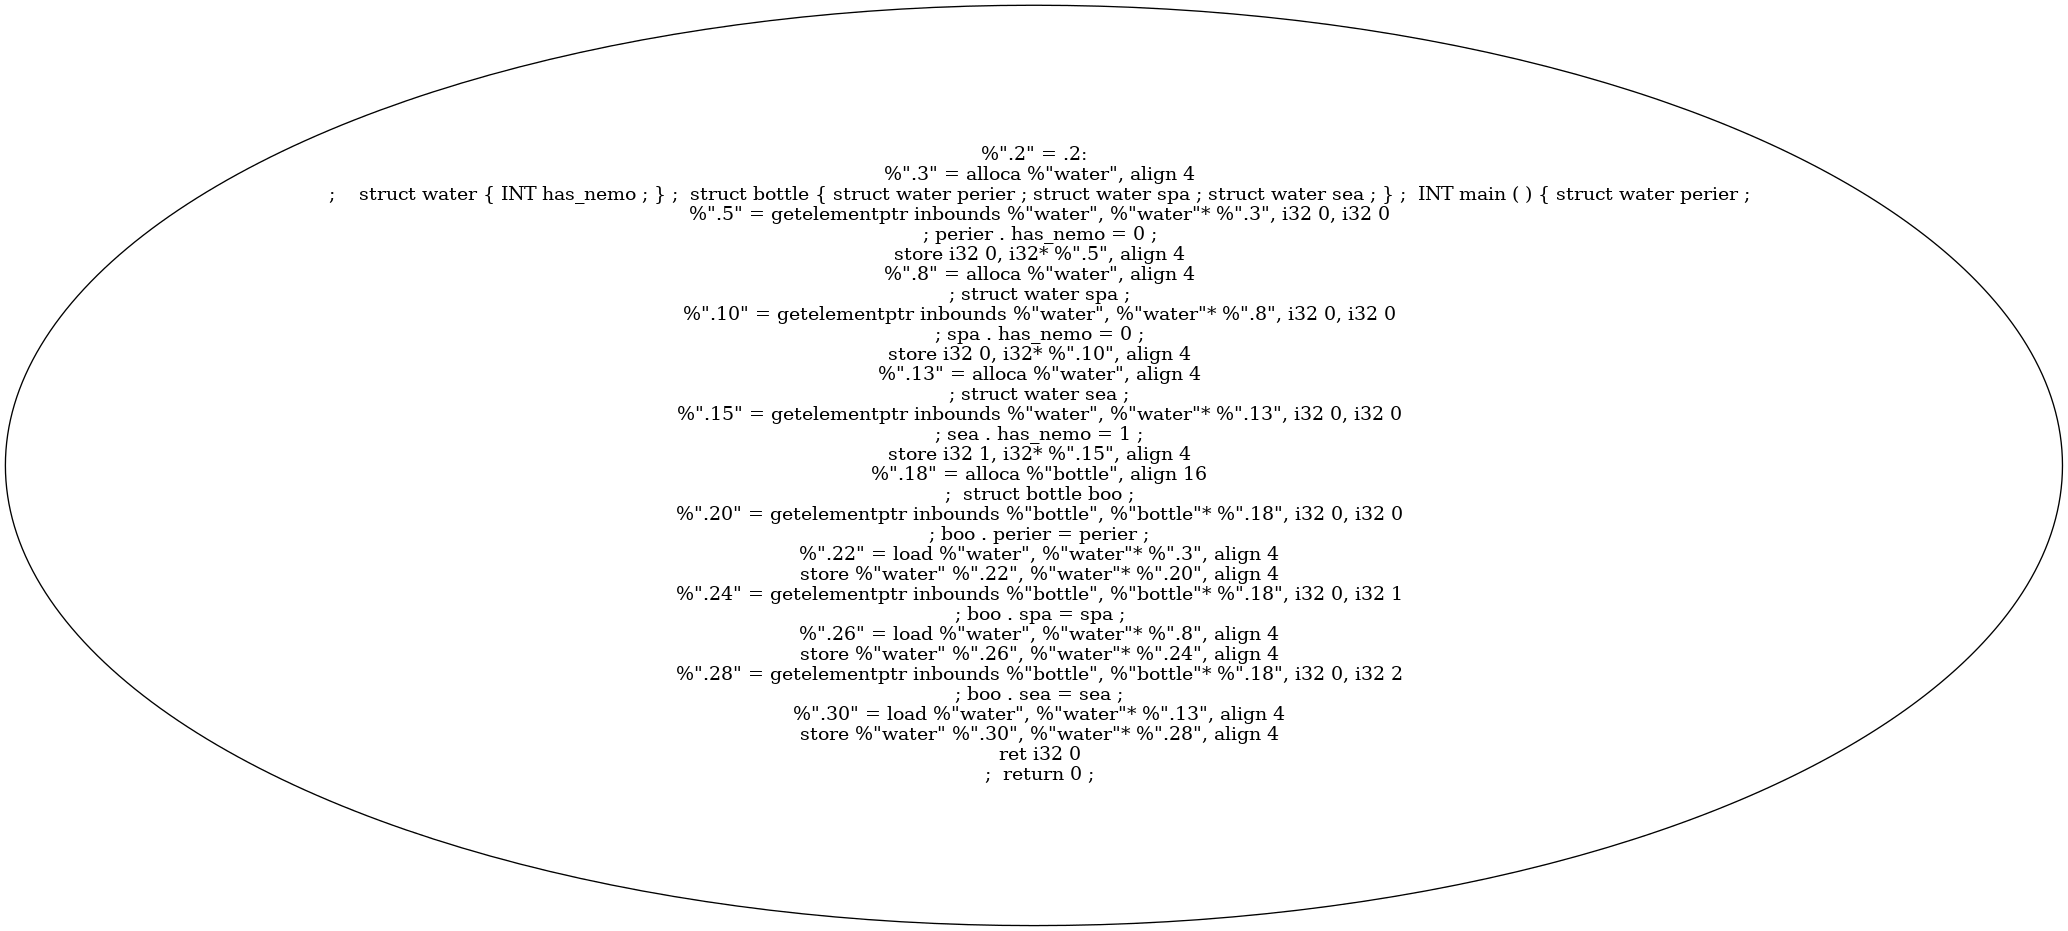 %".2" = .2:
%".3" = alloca %"water", align 4
;    struct water { INT has_nemo ; } ;  struct bottle { struct water perier ; struct water spa ; struct water sea ; } ;  INT main ( ) { struct water perier ;
%".5" = getelementptr inbounds %"water", %"water"* %".3", i32 0, i32 0
; perier . has_nemo = 0 ;
store i32 0, i32* %".5", align 4
%".8" = alloca %"water", align 4
; struct water spa ;
%".10" = getelementptr inbounds %"water", %"water"* %".8", i32 0, i32 0
; spa . has_nemo = 0 ;
store i32 0, i32* %".10", align 4
%".13" = alloca %"water", align 4
; struct water sea ;
%".15" = getelementptr inbounds %"water", %"water"* %".13", i32 0, i32 0
; sea . has_nemo = 1 ;
store i32 1, i32* %".15", align 4
%".18" = alloca %"bottle", align 16
;  struct bottle boo ;
%".20" = getelementptr inbounds %"bottle", %"bottle"* %".18", i32 0, i32 0
; boo . perier = perier ;
%".22" = load %"water", %"water"* %".3", align 4
store %"water" %".22", %"water"* %".20", align 4
%".24" = getelementptr inbounds %"bottle", %"bottle"* %".18", i32 0, i32 1
; boo . spa = spa ;
%".26" = load %"water", %"water"* %".8", align 4
store %"water" %".26", %"water"* %".24", align 4
%".28" = getelementptr inbounds %"bottle", %"bottle"* %".18", i32 0, i32 2
; boo . sea = sea ;
%".30" = load %"water", %"water"* %".13", align 4
store %"water" %".30", %"water"* %".28", align 4
ret i32 0
;  return 0 ;